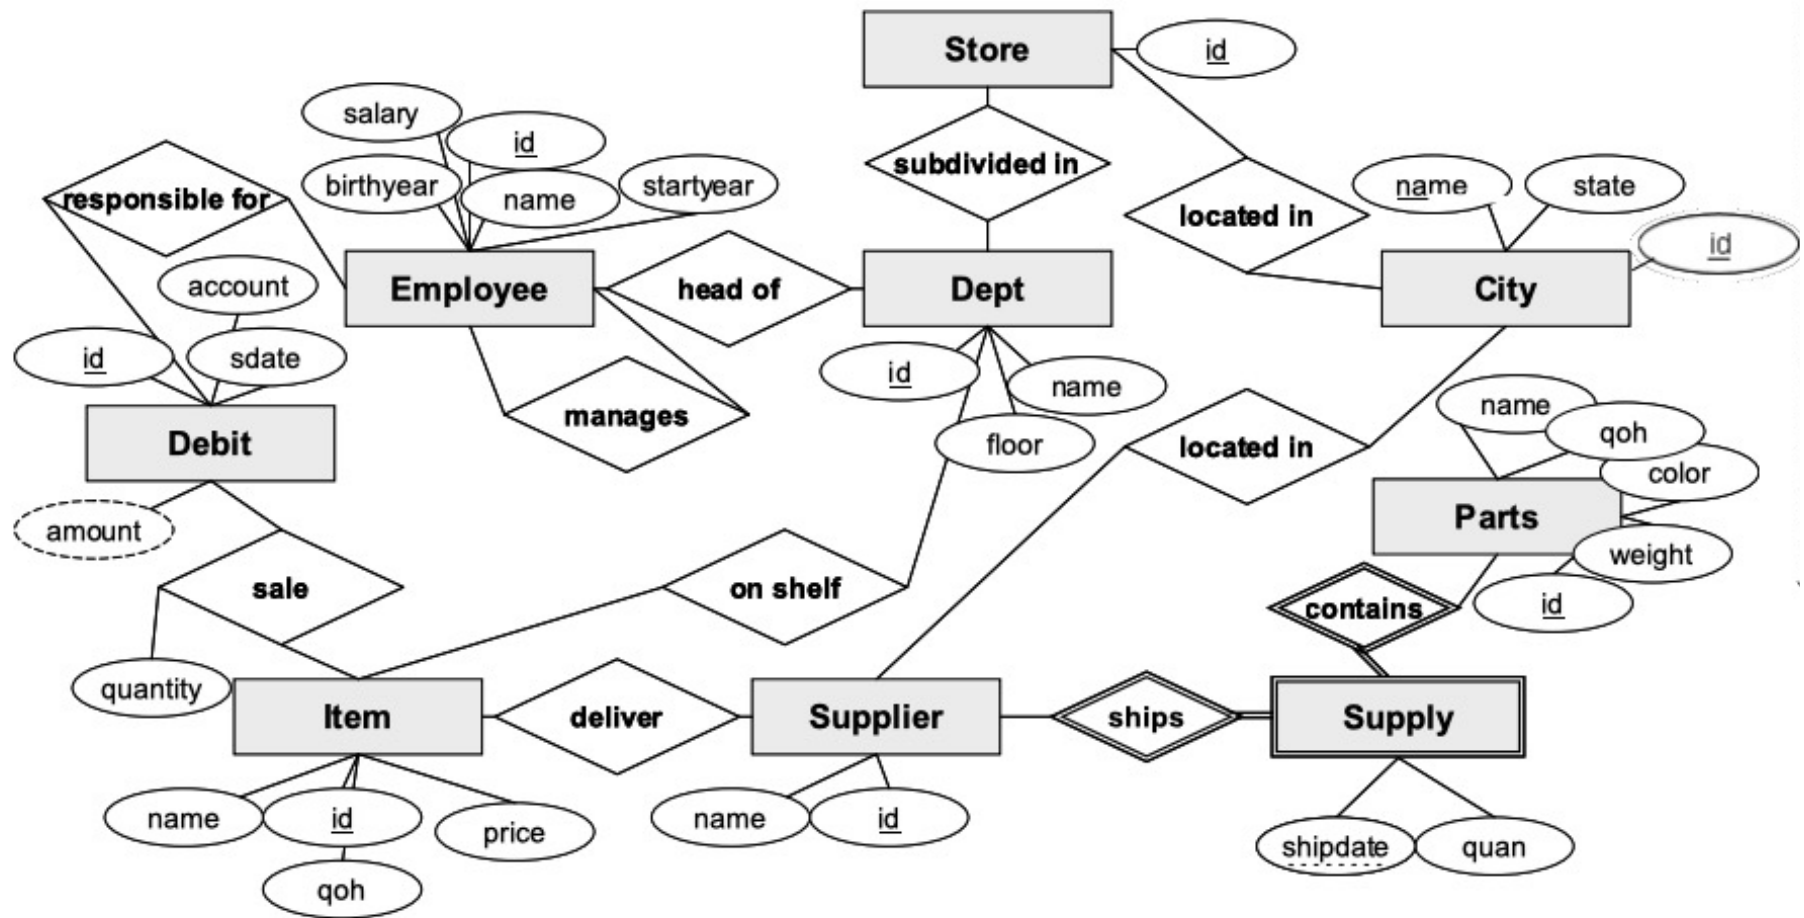 Store
id
salary
id
responsible for
birthyear
name
startyear
subdivided in
name
state
located in
id
account
Employee
head of
Dept
City
id
sdate
manages
id
name
floor
located in
name
qoh
color
Debit
amount
Parts
weight
sale
on shelf
contains
id
quantity
Item
deliver
Supplier
ships
Supply
name
id
price
qoh
name
id
shipdate
quan